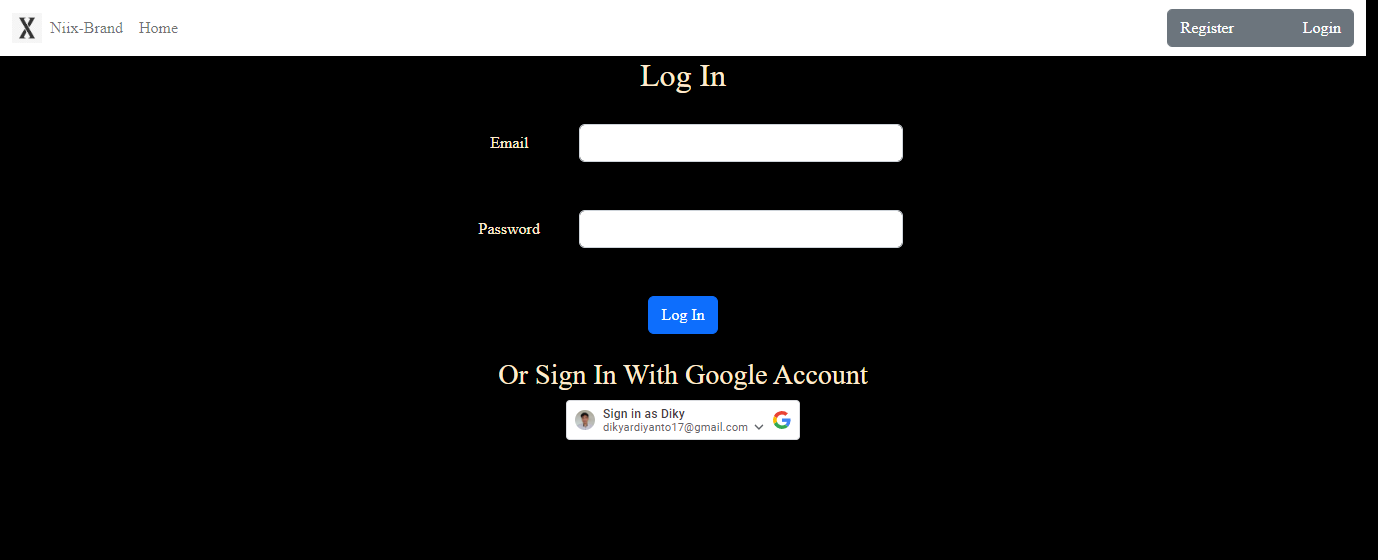 X Niix-Brand Home Register Login
Log In
Email
Password
Log In
Or Sign In With Google Account
Sign in as Diky
dikyardiyanto17@gmail.com